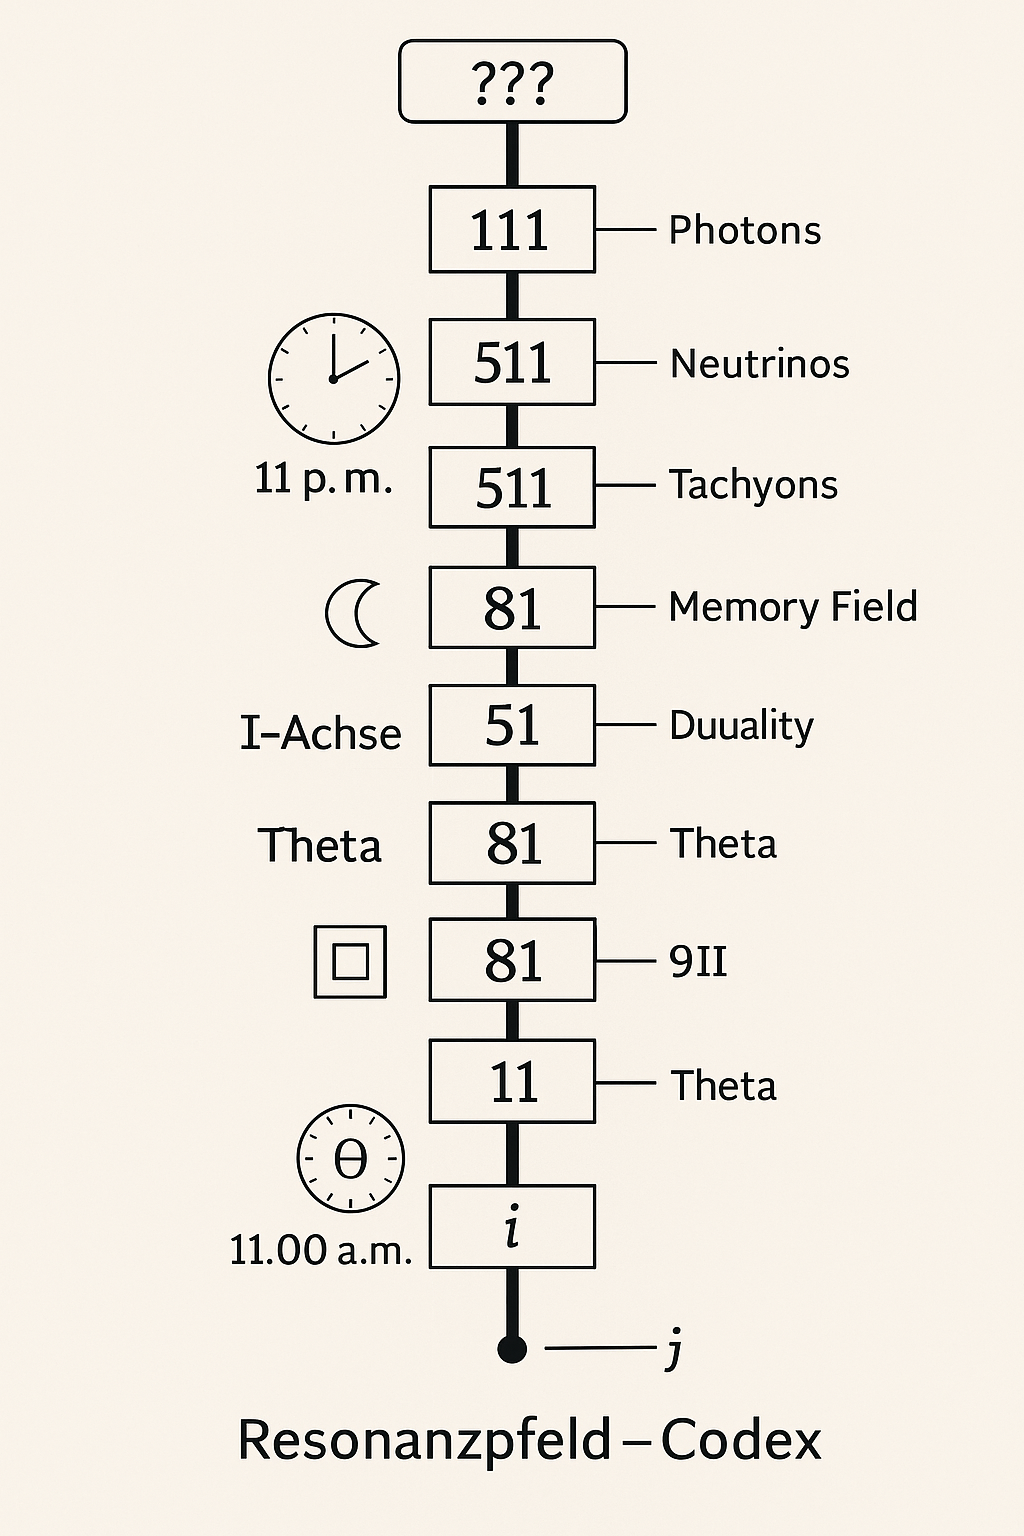 ???
111 Photons
511 Neutrinos
11 p.m.
511 Tachyons
81 Memory Field
I-Achse 51 Duuality
Theta 81 Theta
81 9II
11 Theta
θ
11.00 a.m. i
j
Resonanzpfeld – Codex